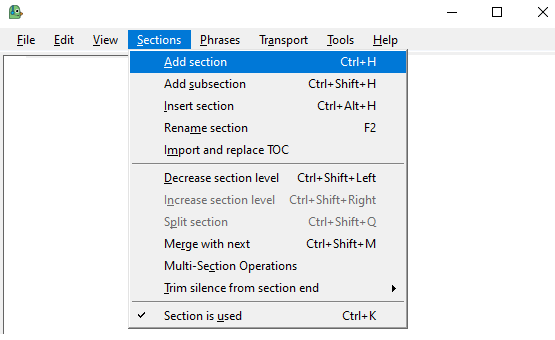 File Edit View Sections Phrases Transport Tools Help
Add section Ctrl+H
Add subsection Ctrl+Shift+H
Insert section Ctrl+Alt+H
Rename section F2
Import and replace TOC
Decrease section level Ctrl+Shift+Left
Increase section level Ctrl+Shift+Right
Split section Ctrl+Shift+Q
Merge with next Ctrl+Shift+M
Multi-Section Operations
Trim silence from section end
Section is used Ctrl+K